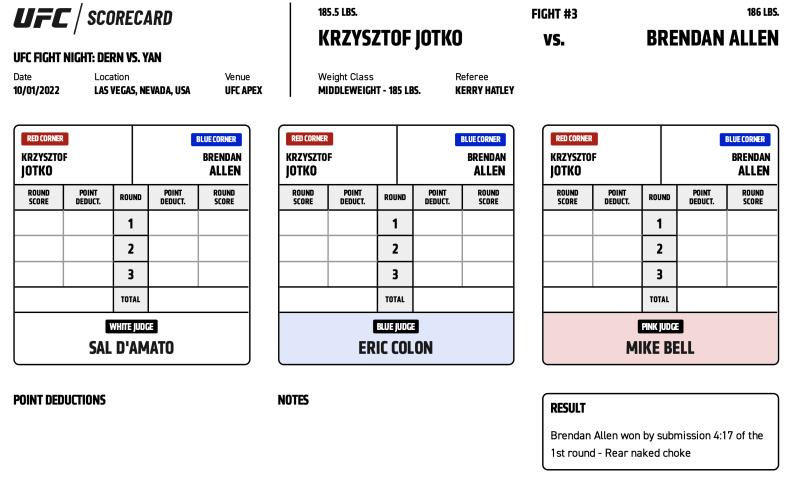 UFC / SCORECARD
UFC FIGHT NIGHT: DERN VS. YAN
Date Location Venue
10/01/2022 LAS VEGAS, NEVADA, USA UFC APEX
185.5 LBS. FIGHT #3 186 LBS.
KRZYSZTOF JOTKO vs. BRENDAN ALLEN
Weight Class Referee
MIDDLEWEIGHT - 185 LBS. KERRY HATLEY
RED CORNER BLUE CORNER
KRZYSZTOF BRENDAN
JOTKO ALLEN
ROUND POINT ROUND POINT ROUND
SCORE DEDUCT. DEDUCT. SCORE
1
2
3
TOTAL
WHITE JUDGE
SAL D'AMATO
RED CORNER BLUE CORNER
KRZYSZTOF BRENDAN
JOTKO ALLEN
ROUND POINT ROUND POINT ROUND
SCORE DEDUCT. DEDUCT. SCORE
1
2
3
TOTAL
BLUE JUDGE
ERIC COLON
RED CORNER BLUE CORNER
KRZYSZTOF BRENDAN
JOTKO ALLEN
ROUND POINT ROUND POINT ROUND
SCORE DEDUCT. DEDUCT. SCORE
1
2
3
TOTAL
PINK JUDGE
MIKE BELL
POINT DEDUCTIONS
NOTES
RESULT
Brendan Allen won by submission 4:17 of the
1st round - Rear naked choke